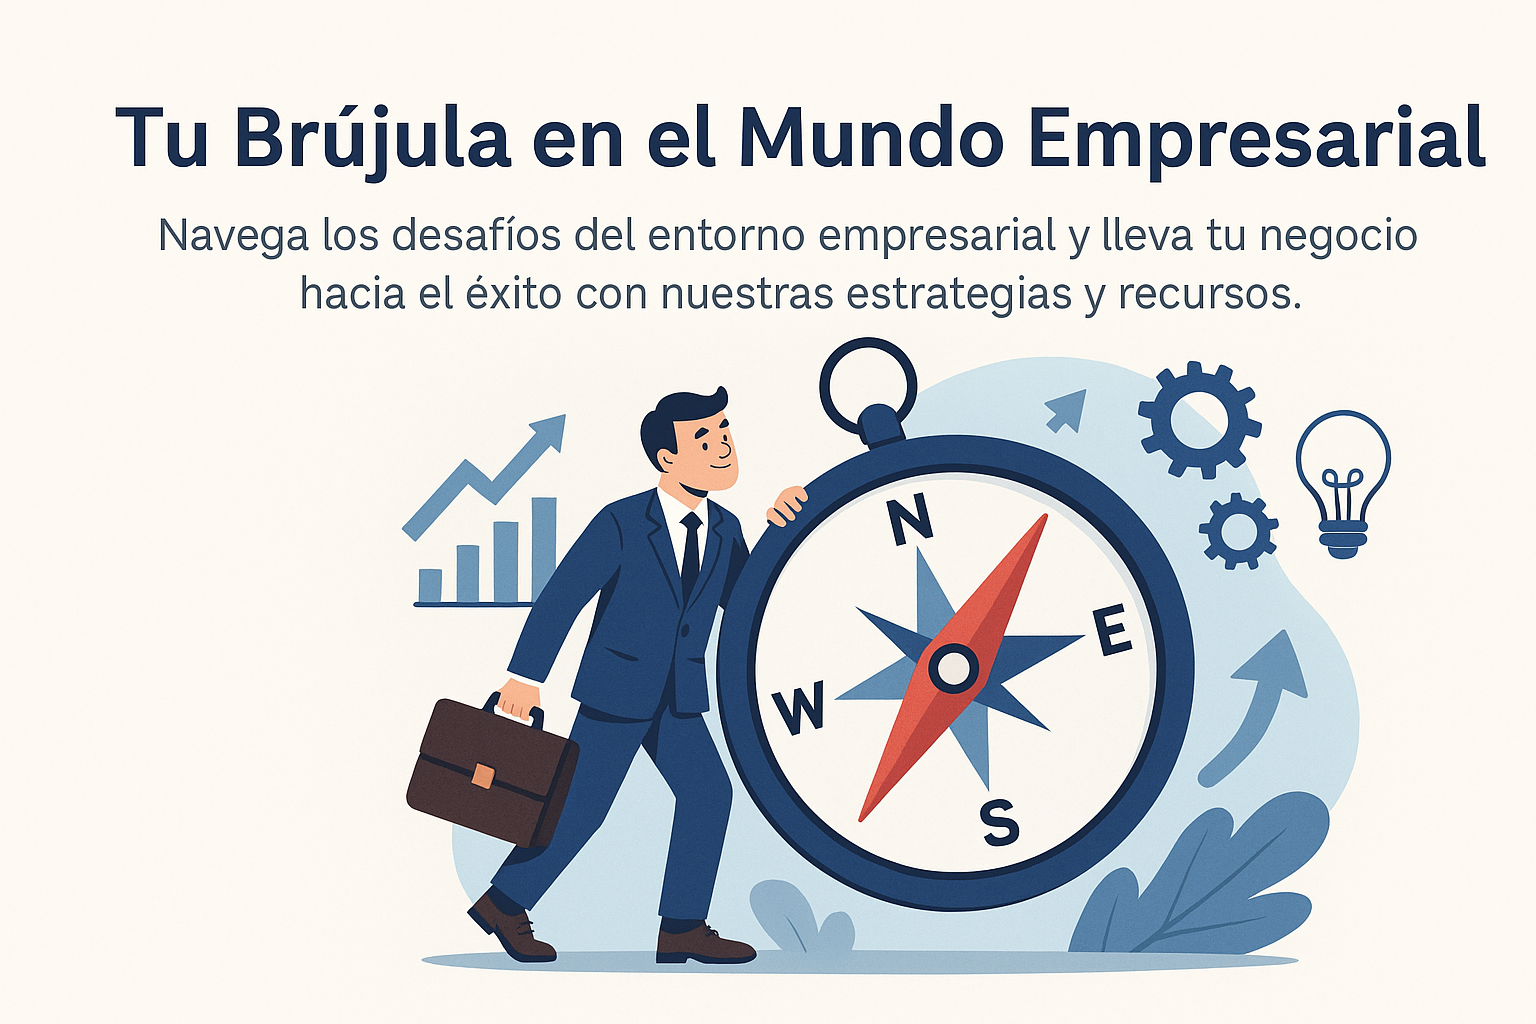 Tu Brújula en el Mundo Empresarial
Navega los desafíos del entorno empresarial y lleva tu negocio
hacia el éxito con nuestras estrategias y recursos.
N
E
W
S